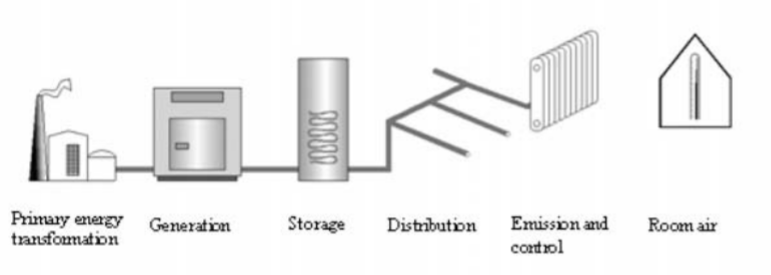 Primary energy
transformation
Generation
Storage
Distribution
Emission and
control
Room air